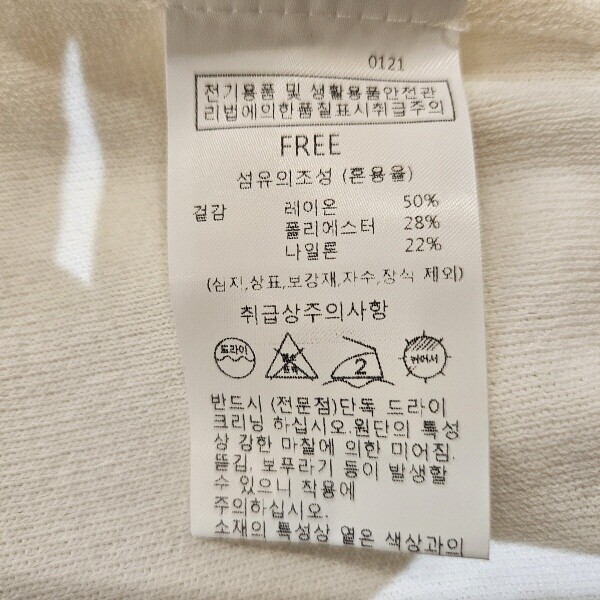 0121
전기용품 및 생활용품안전관
리법에의한품질표시취급주의
FREE
섬유의조성 (혼용율)
겉감 레이온 50%
폴리에스터 28%
나일론 22%
(심지,상표,보강재,자수,장식 제외)
취급상주의사항
드라이 염소 표백 2 뉘어서
반드시 (전문점)단독 드라이
크리닝 하십시오.원단의 특성
상 강한 마찰에 의한 미어짐.
뜯김, 보푸라기 등이 발생할
수 있으니 착용에
주의하십시오.
소재의 특성상 옅은 색상과의